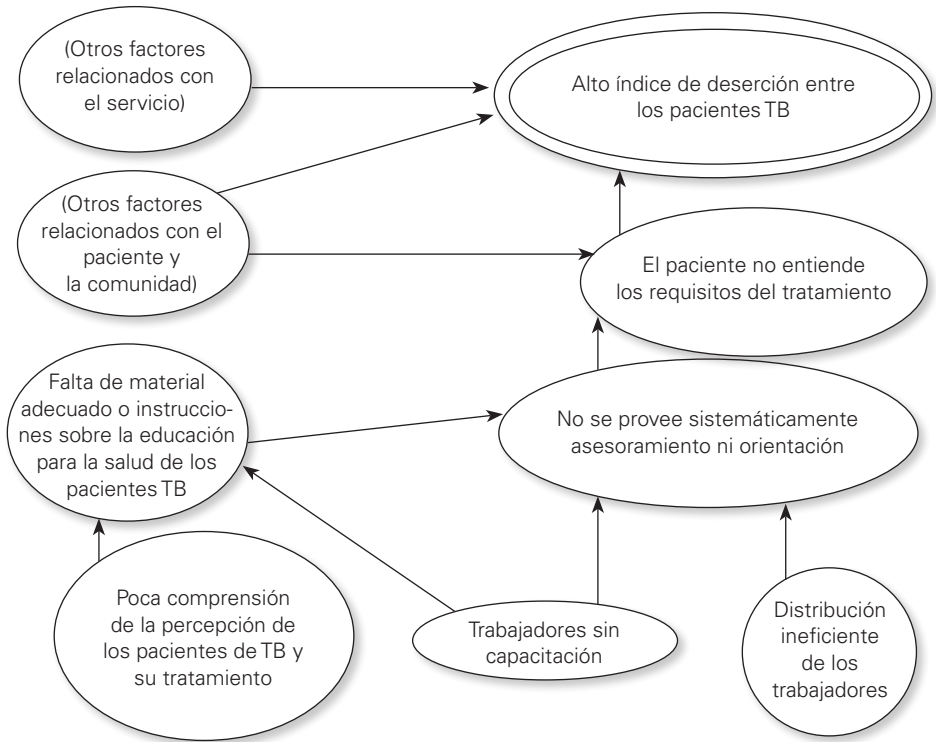 (Otros factores
relacionados con
el servicio)
Alto índice de deserción entre
los pacientes TB
(Otros factores
relacionados con el
paciente y
la comunidad)
El paciente no entiende
los requisitos del tratamiento
Falta de material
adecuado o instruccio-
nes sobre la educación
para la salud de los
pacientes TB
No se provee sistemáticamente
asesoramiento ni orientación
Poca comprensión
de la percepción de
los pacientes de TB y
su tratamiento
Trabajadores sin
capacitación
Distribución
ineficiente
de los
trabajadores